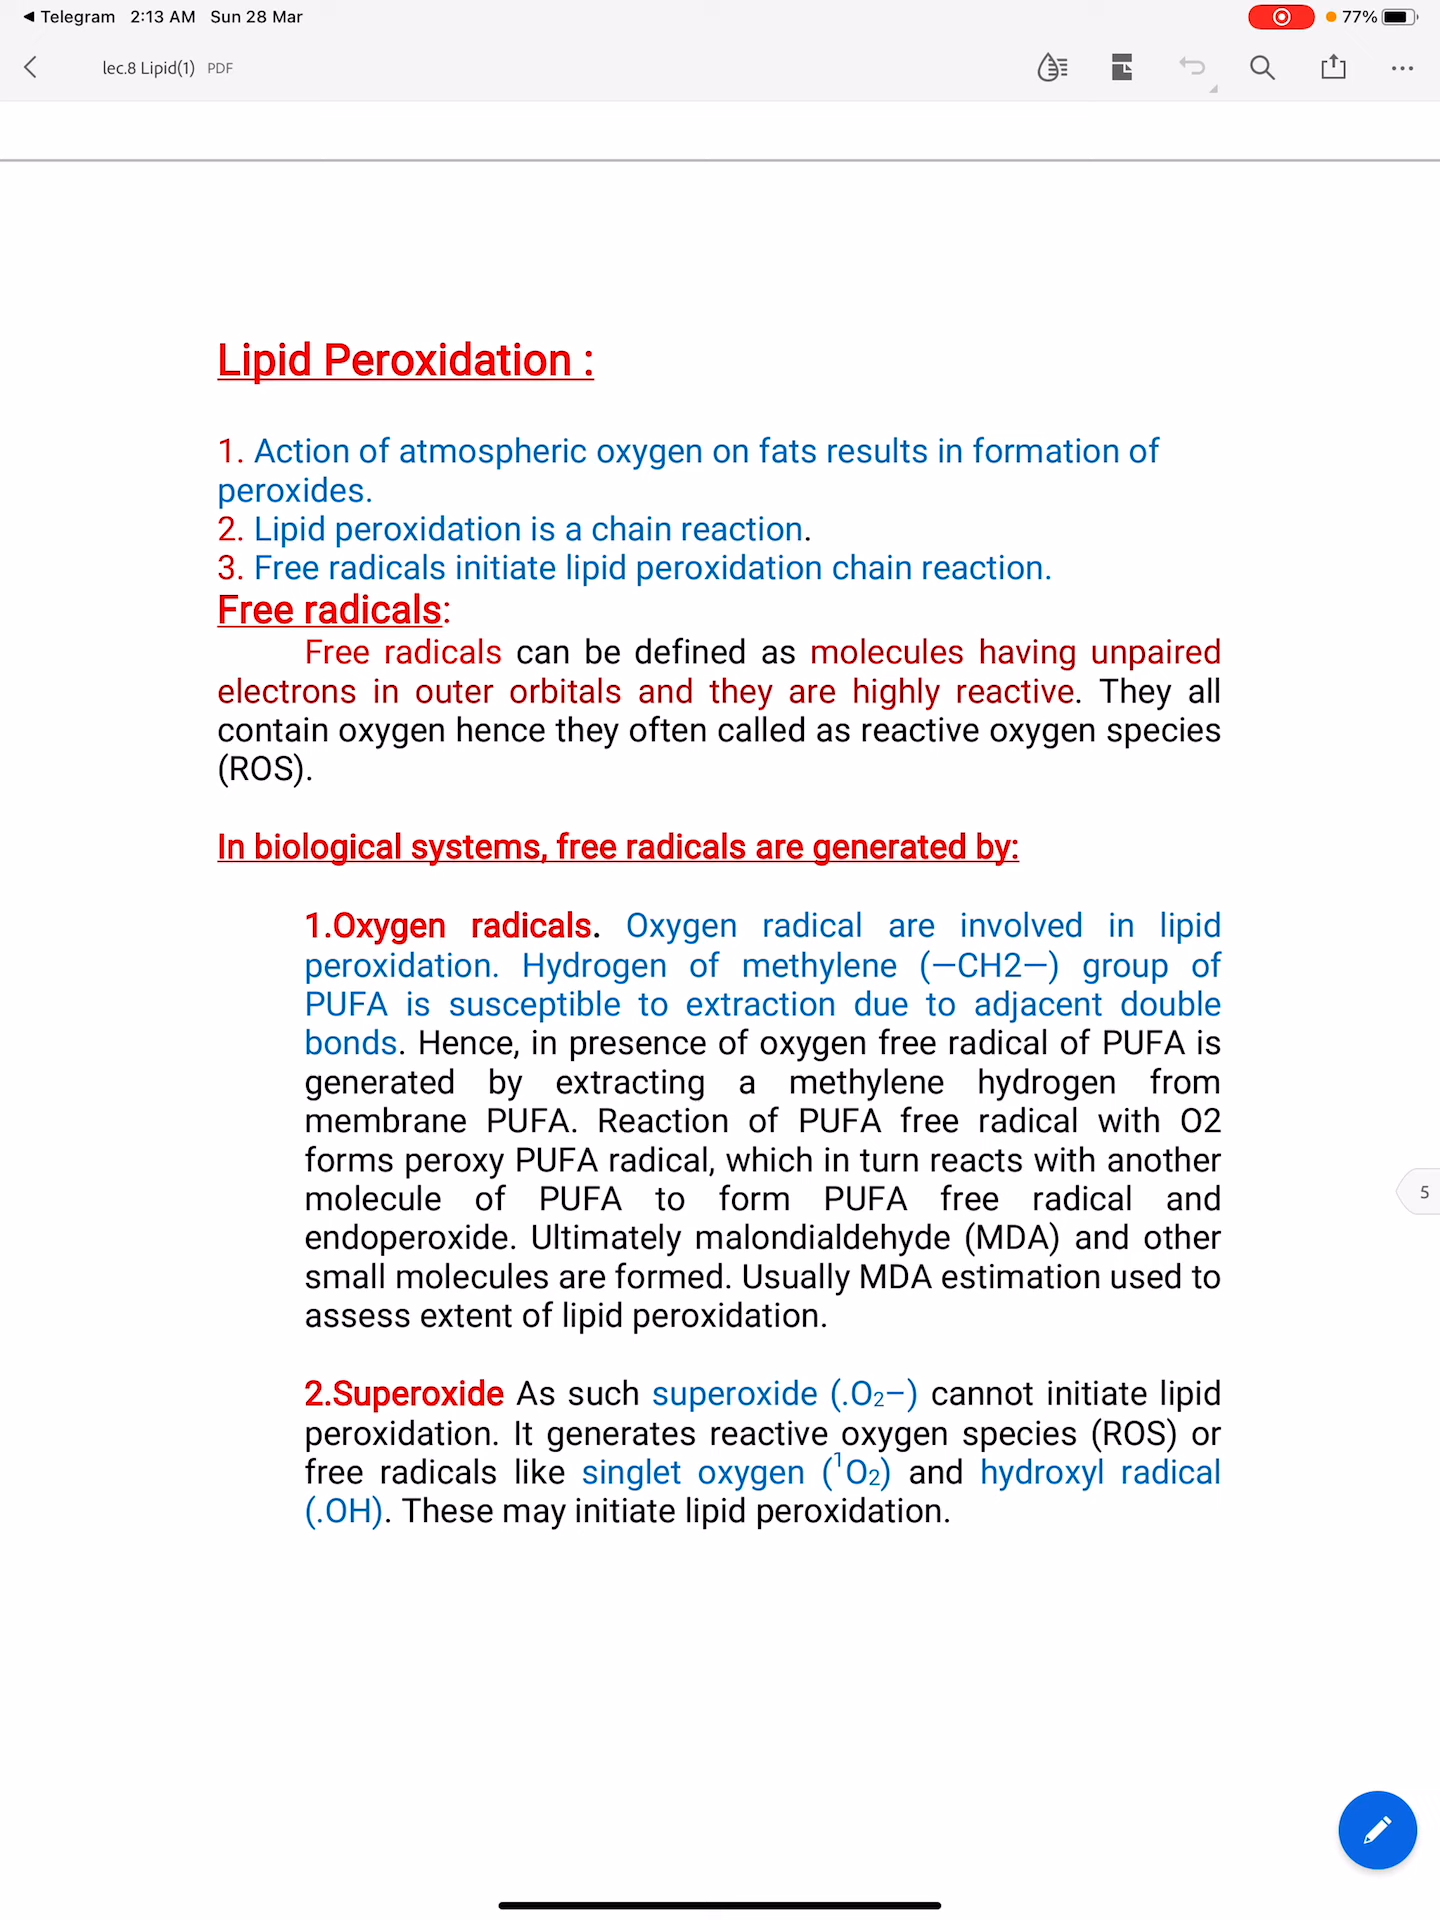 ◀ Telegram 2:13 AM Sun 28 Mar 77%
lec.8 Lipid(1) PDF
Lipid Peroxidation :
1. Action of atmospheric oxygen on fats results in formation of
peroxides.
2. Lipid peroxidation is a chain reaction.
3. Free radicals initiate lipid peroxidation chain reaction.
Free radicals:
Free radicals can be defined as molecules having unpaired
electrons in outer orbitals and they are highly reactive. They all
contain oxygen hence they often called as reactive oxygen species
(ROS).
In biological systems, free radicals are generated by:
1.Oxygen radicals. Oxygen radical are involved in lipid
peroxidation. Hydrogen of methylene (–CH2–) group of
PUFA is susceptible to extraction due to adjacent double
bonds. Hence, in presence of oxygen free radical of PUFA is
generated by extracting a methylene hydrogen from
membrane PUFA. Reaction of PUFA free radical with O2
forms peroxy PUFA radical, which in turn reacts with another
molecule of PUFA to form PUFA free radical and
endoperoxide. Ultimately malondialdehyde (MDA) and other
small molecules are formed. Usually MDA estimation used to
assess extent of lipid peroxidation.
5
2.Superoxide As such superoxide (.O₂–) cannot initiate lipid
peroxidation. It generates reactive oxygen species (ROS) or
free radicals like singlet oxygen (¹O₂) and hydroxyl radical
(.OH). These may initiate lipid peroxidation.